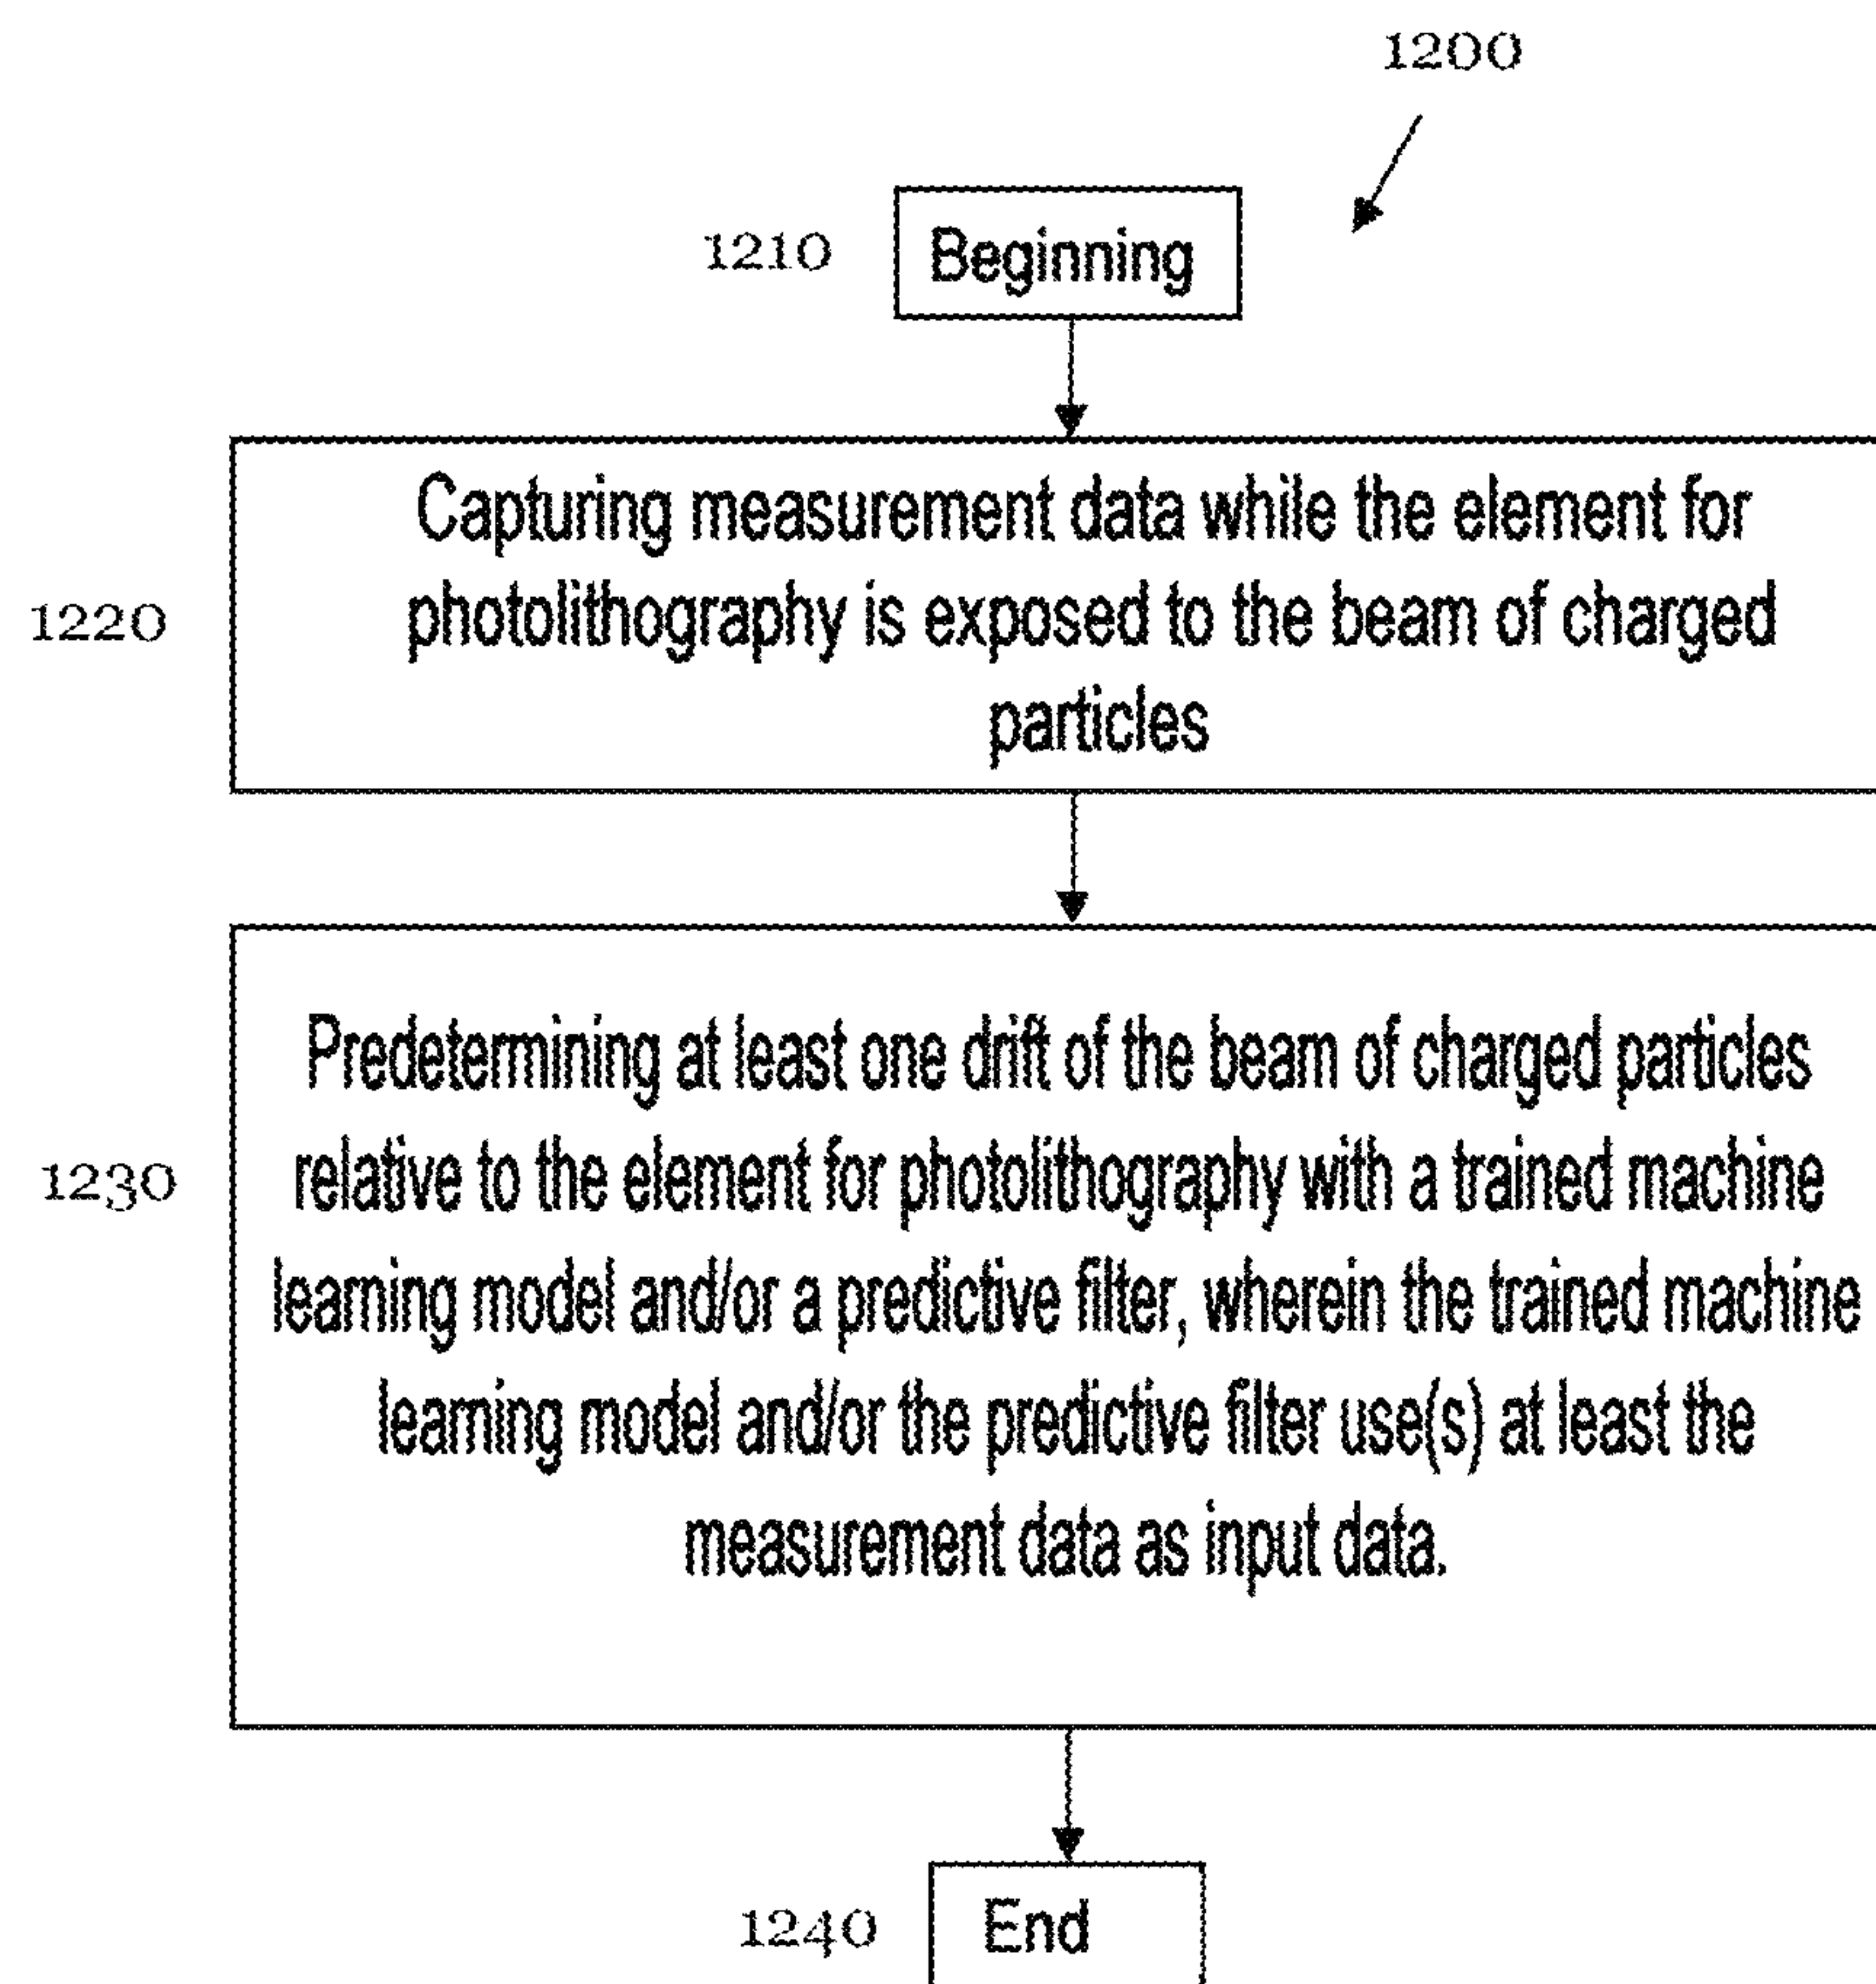 1200
1210
Beginning
Capturing measurement data while the element for
photolithography is exposed to the beam of charged
particles
1220
Predetermining at least one drift of the beam of charged particles
relative to the element for photolithography with a trained machine
learning model and/or a predictive filter, wherein the trained machine
learning model and/or the predictive filter use(s) at least the
measurement data as input data.
1230
1240
End